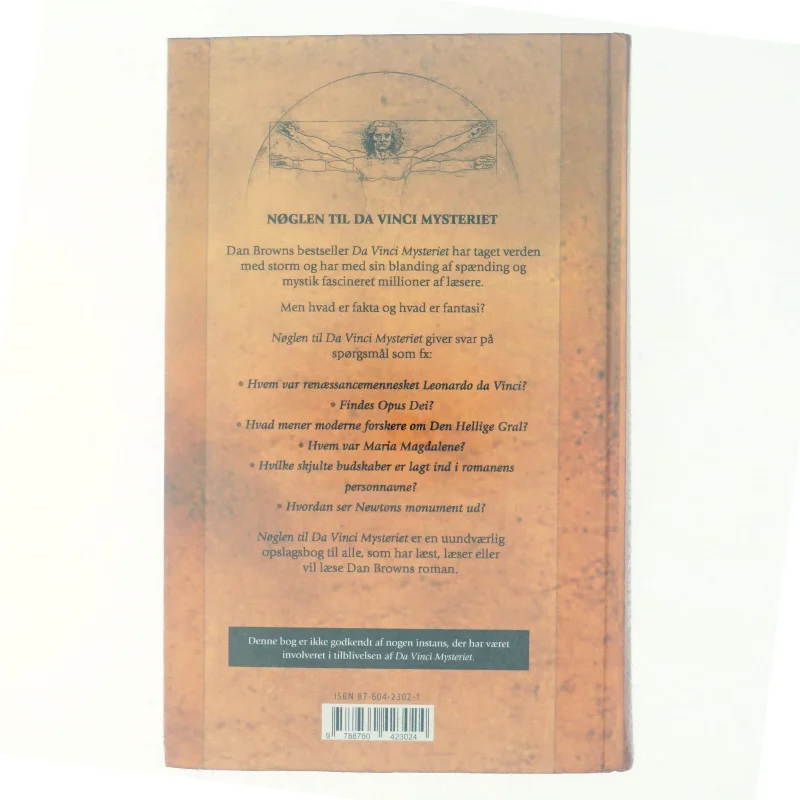 NØGLEN TIL DA VINCI MYSTERIET
Dan Browns bestseller Da Vinci Mysteriet har taget verden
med storm og har med sin blanding af spænding og
mystik fascineret millioner af læsere.
Men hvad er fakta og hvad er fantasi?
Nøglen til Da Vinci Mysteriet giver svar på
spørgsmål som fx:
• Hvem var renæssancemennesket Leonardo da Vinci?
• Findes Opus Dei?
• Hvad mener moderne forskere om Den Hellige Gral?
• Hvem var Maria Magdalene?
• Hvilke skjulte budskaber er lagt ind i romanens
personnavne?
• Hvordan ser Newtons monument ud?
Nøglen til Da Vinci Mysteriet er en uundværlig
opslagsbog til alle, som har læst, læser eller
vil læse Dan Browns roman.
Denne bog er ikke godkendt af nogen instans, der har været
involveret i tilblivelsen af Da Vinci Mysteriet.
ISBN 87-604-2302-1
9 788760 423024